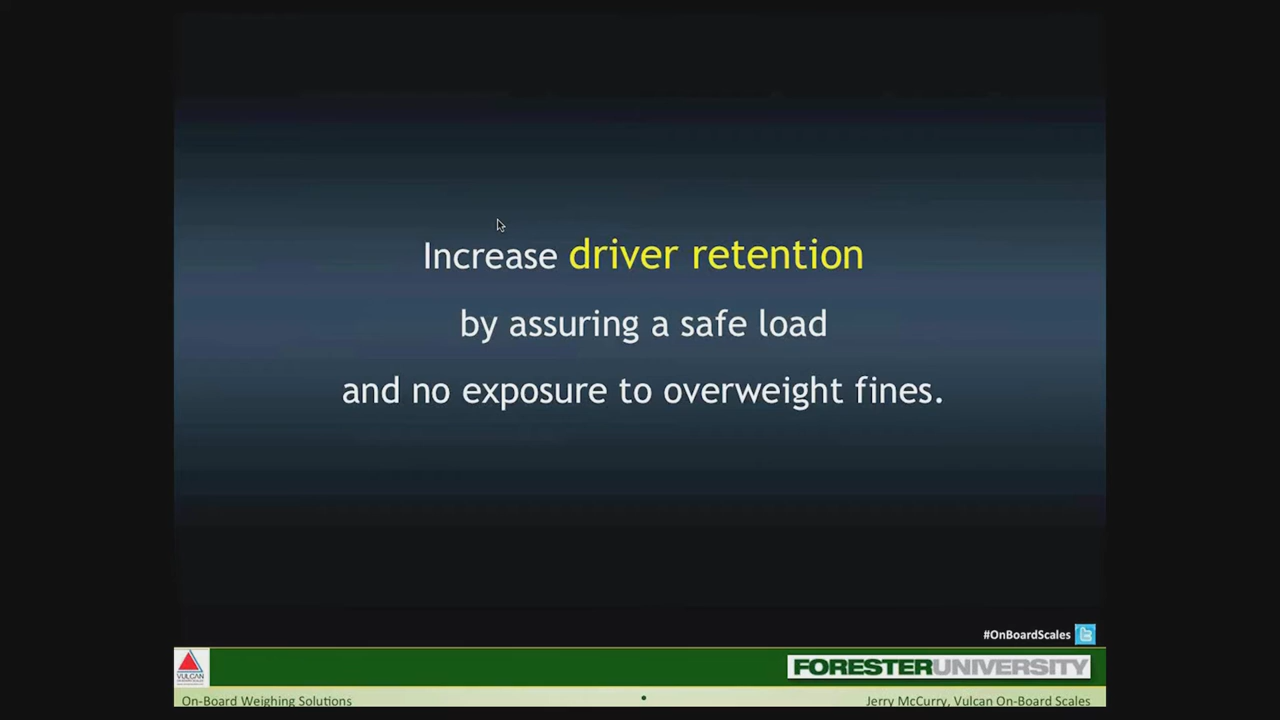 Increase driver retention
by assuring a safe load
and no exposure to overweight fines.
#OnBoardScales
VULCAN
FORESTERUNIVERSITY
On-Board Weighing Solutions
Jerry McCurry, Vulcan On-Board Scales